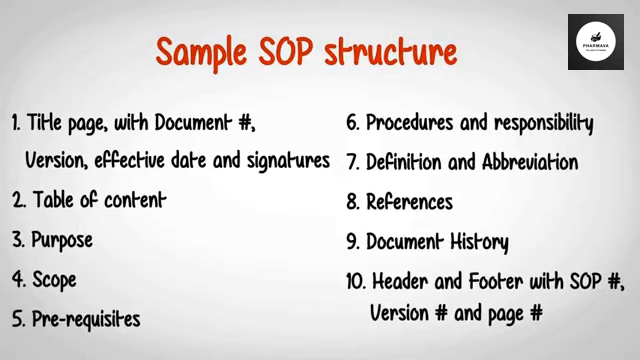 Sample SOP structure
PHARMAVA
1. Title page, with Document #,
Version, effective date and signatures
2. Table of content
3. Purpose
4. Scope
5. Pre-requisites
6. Procedures and responsibility
7. Definition and Abbreviation
8. References
9. Document History
10. Header and Footer with SOP #,
Version # and page #